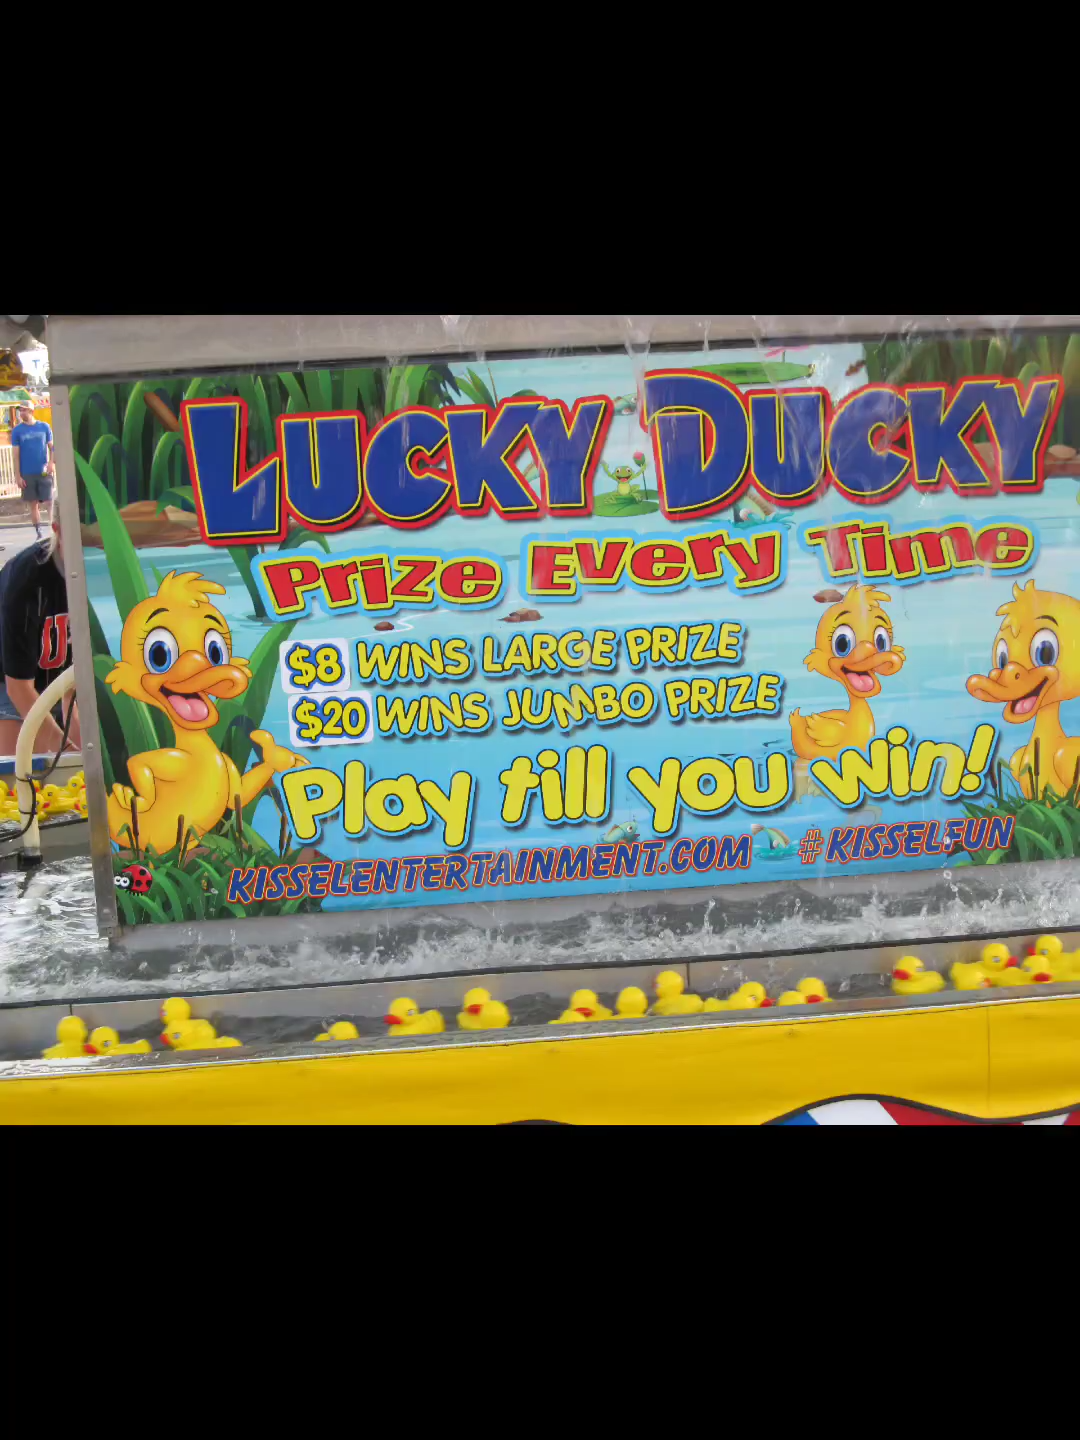 LUCKY DUCKY
Prize Every Time
$8 WINS LARGE PRIZE
$20 WINS JUMBO PRIZE
Play till you win!
KISSELENTERTAINMENT.COM #KISSELFUN